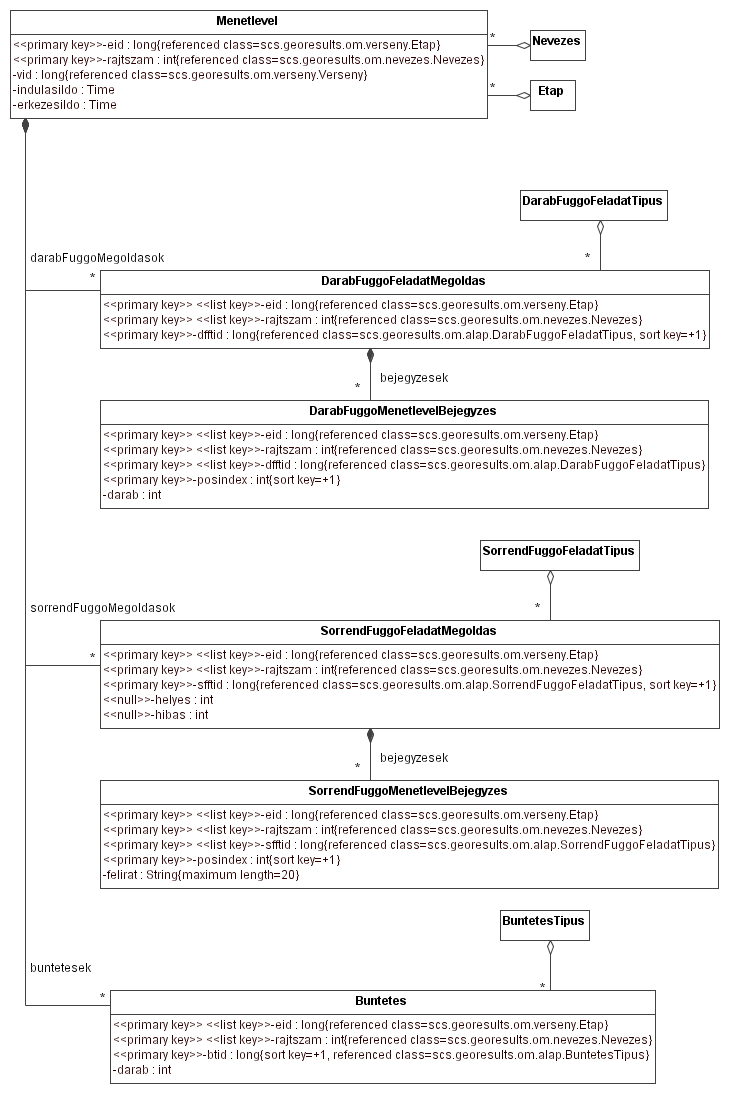 Menetlevel
<<primary key>>-eid : long{referenced class=scs.georesults.om.verseny.Etap}
<<primary key>>-rajtszam : int{referenced class=scs.georesults.om.nevezes.Nevezes}
-vid : long{referenced class=scs.georesults.om.verseny.Verseny}
-indulasiIdo : Time
-erkezesiIdo : Time
*
Nevezes
*
Etap
DarabFuggoFeladatTipus
*
darabFuggoMegoldasok
*
DarabFuggoFeladatMegoldas
<<primary key>> <<list key>>-eid : long{referenced class=scs.georesults.om.verseny.Etap}
<<primary key>> <<list key>>-rajtszam : int{referenced class=scs.georesults.om.nevezes.Nevezes}
<<primary key>>-dfftid : long{referenced class=scs.georesults.om.alap.DarabFuggoFeladatTipus, sort key=+1}
bejegyzesek
*
DarabFuggoMenetlevelBejegyzes
<<primary key>> <<list key>>-eid : long{referenced class=scs.georesults.om.verseny.Etap}
<<primary key>> <<list key>>-rajtszam : int{referenced class=scs.georesults.om.nevezes.Nevezes}
<<primary key>> <<list key>>-dfftid : long{referenced class=scs.georesults.om.alap.DarabFuggoFeladatTipus}
<<primary key>>-posindex : int{sort key=+1}
-darab : int
SorrendFuggoFeladatTipus
*
sorrendFuggoMegoldasok
*
SorrendFuggoFeladatMegoldas
<<primary key>> <<list key>>-eid : long{referenced class=scs.georesults.om.verseny.Etap}
<<primary key>> <<list key>>-rajtszam : int{referenced class=scs.georesults.om.nevezes.Nevezes}
<<primary key>>-sfftid : long{referenced class=scs.georesults.om.alap.SorrendFuggoFeladatTipus, sort key=+1}
<<null>>-helyes : int
<<null>>-hibas : int
bejegyzesek
*
SorrendFuggoMenetlevelBejegyzes
<<primary key>> <<list key>>-eid : long{referenced class=scs.georesults.om.verseny.Etap}
<<primary key>> <<list key>>-rajtszam : int{referenced class=scs.georesults.om.nevezes.Nevezes}
<<primary key>> <<list key>>-sfftid : long{referenced class=scs.georesults.om.alap.SorrendFuggoFeladatTipus}
<<primary key>>-posindex : int{sort key=+1}
-felirat : String{maximum length=20}
BuntetesTipus
*
buntetesek
*
Buntetes
<<primary key>> <<list key>>-eid : long{referenced class=scs.georesults.om.verseny.Etap}
<<primary key>> <<list key>>-rajtszam : int{referenced class=scs.georesults.om.nevezes.Nevezes}
<<primary key>>-btid : long{sort key=+1, referenced class=scs.georesults.om.alap.BuntetesTipus}
-darab : int